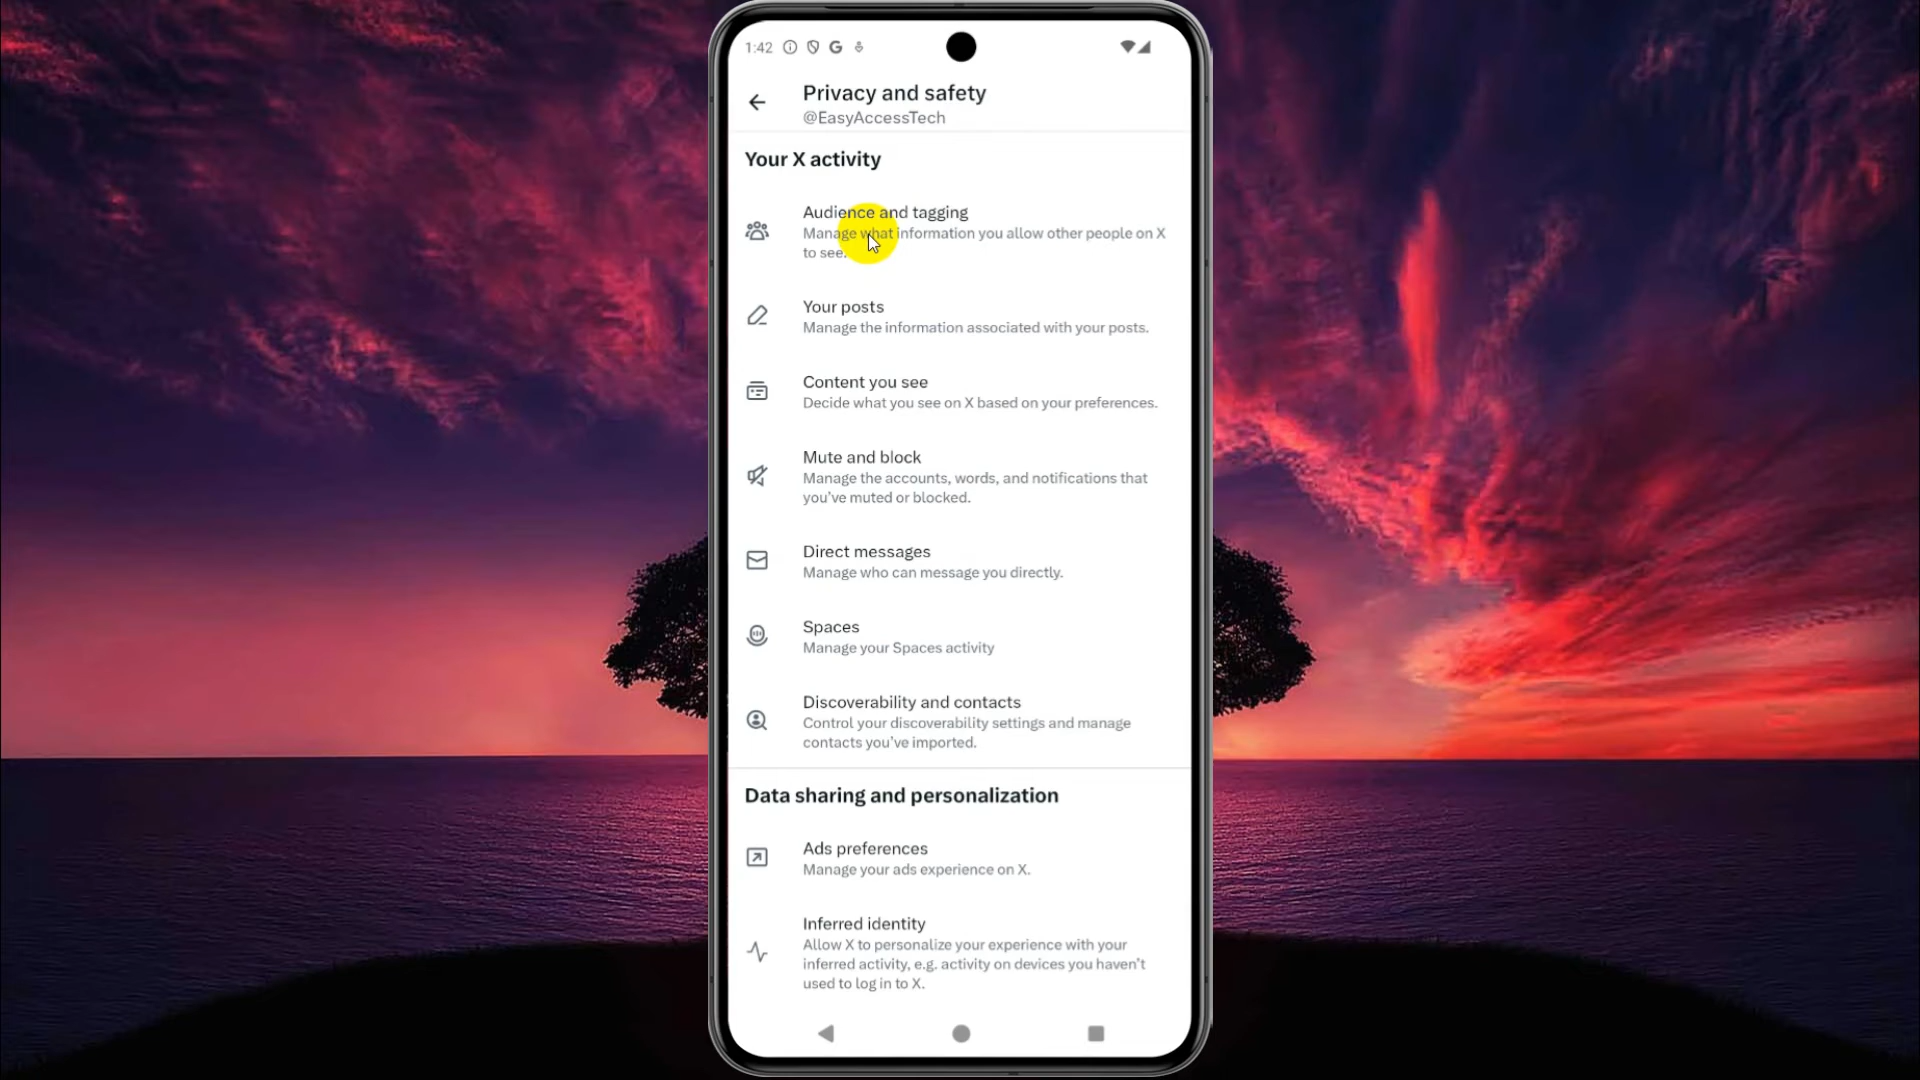 1:42
Privacy and safety
@EasyAccessTech
Your X activity
Audience and tagging
Manage what information you allow other people on X
to see.
Your posts
Manage the information associated with your posts.
Content you see
Decide what you see on X based on your preferences.
Mute and block
Manage the accounts, words, and notifications that
you've muted or blocked.
Direct messages
Manage who can message you directly.
Spaces
Manage your Spaces activity
Discoverability and contacts
Control your discoverability settings and manage
contacts you've imported.
Data sharing and personalization
Ads preferences
Manage your ads experience on X.
Inferred identity
Allow X to personalize your experience with your
inferred activity, e.g. activity on devices you haven't
used to log in to X.